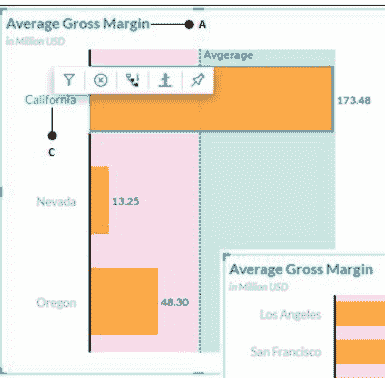 Average Gross Margin
A
in Million USD
Avgerage
California
173.48
C
Nevada
13.25
Oregon
48.30
Average Gross Margin
in Million USD
Los Angeles
San Francisco